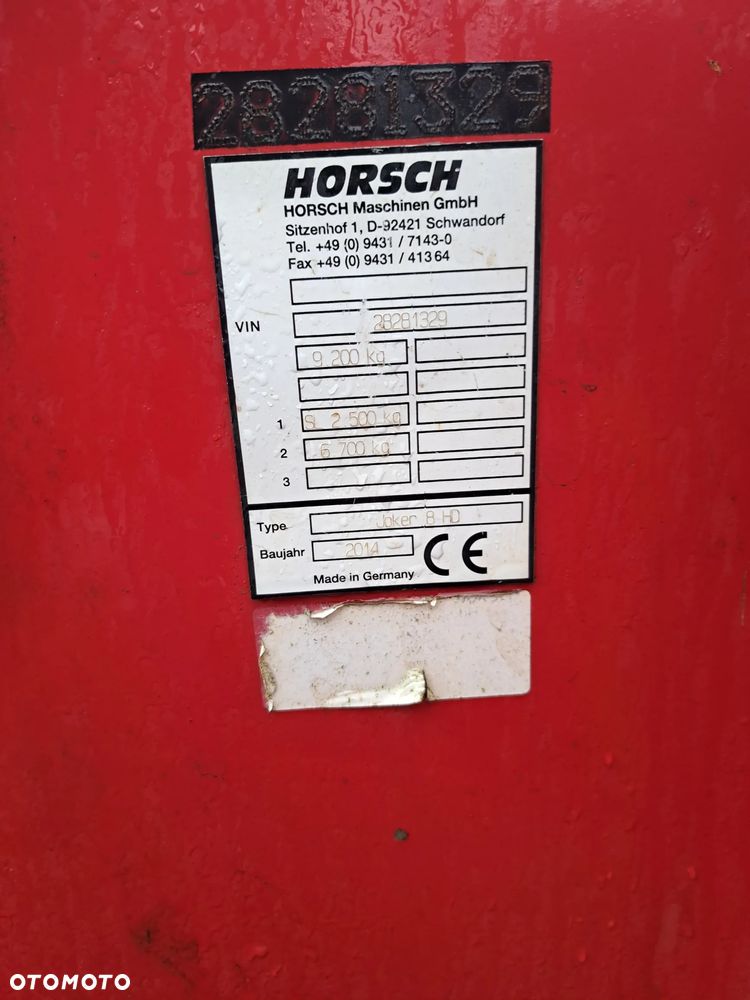 28281329
HORSCH
HORSCH Maschinen GmbH
Sitzenhof 1, D-92421 Schwandorf
Tel. +49 (0) 9431 / 7143-0
Fax +49 (0) 9431 / 41364
VIN 28281329
9.200 kg
1 St. 2 500 kg
2 6 700 kg
3
Type Joker 8 HD
Baujahr 2014 CE
Made in Germany
OTOMOTO